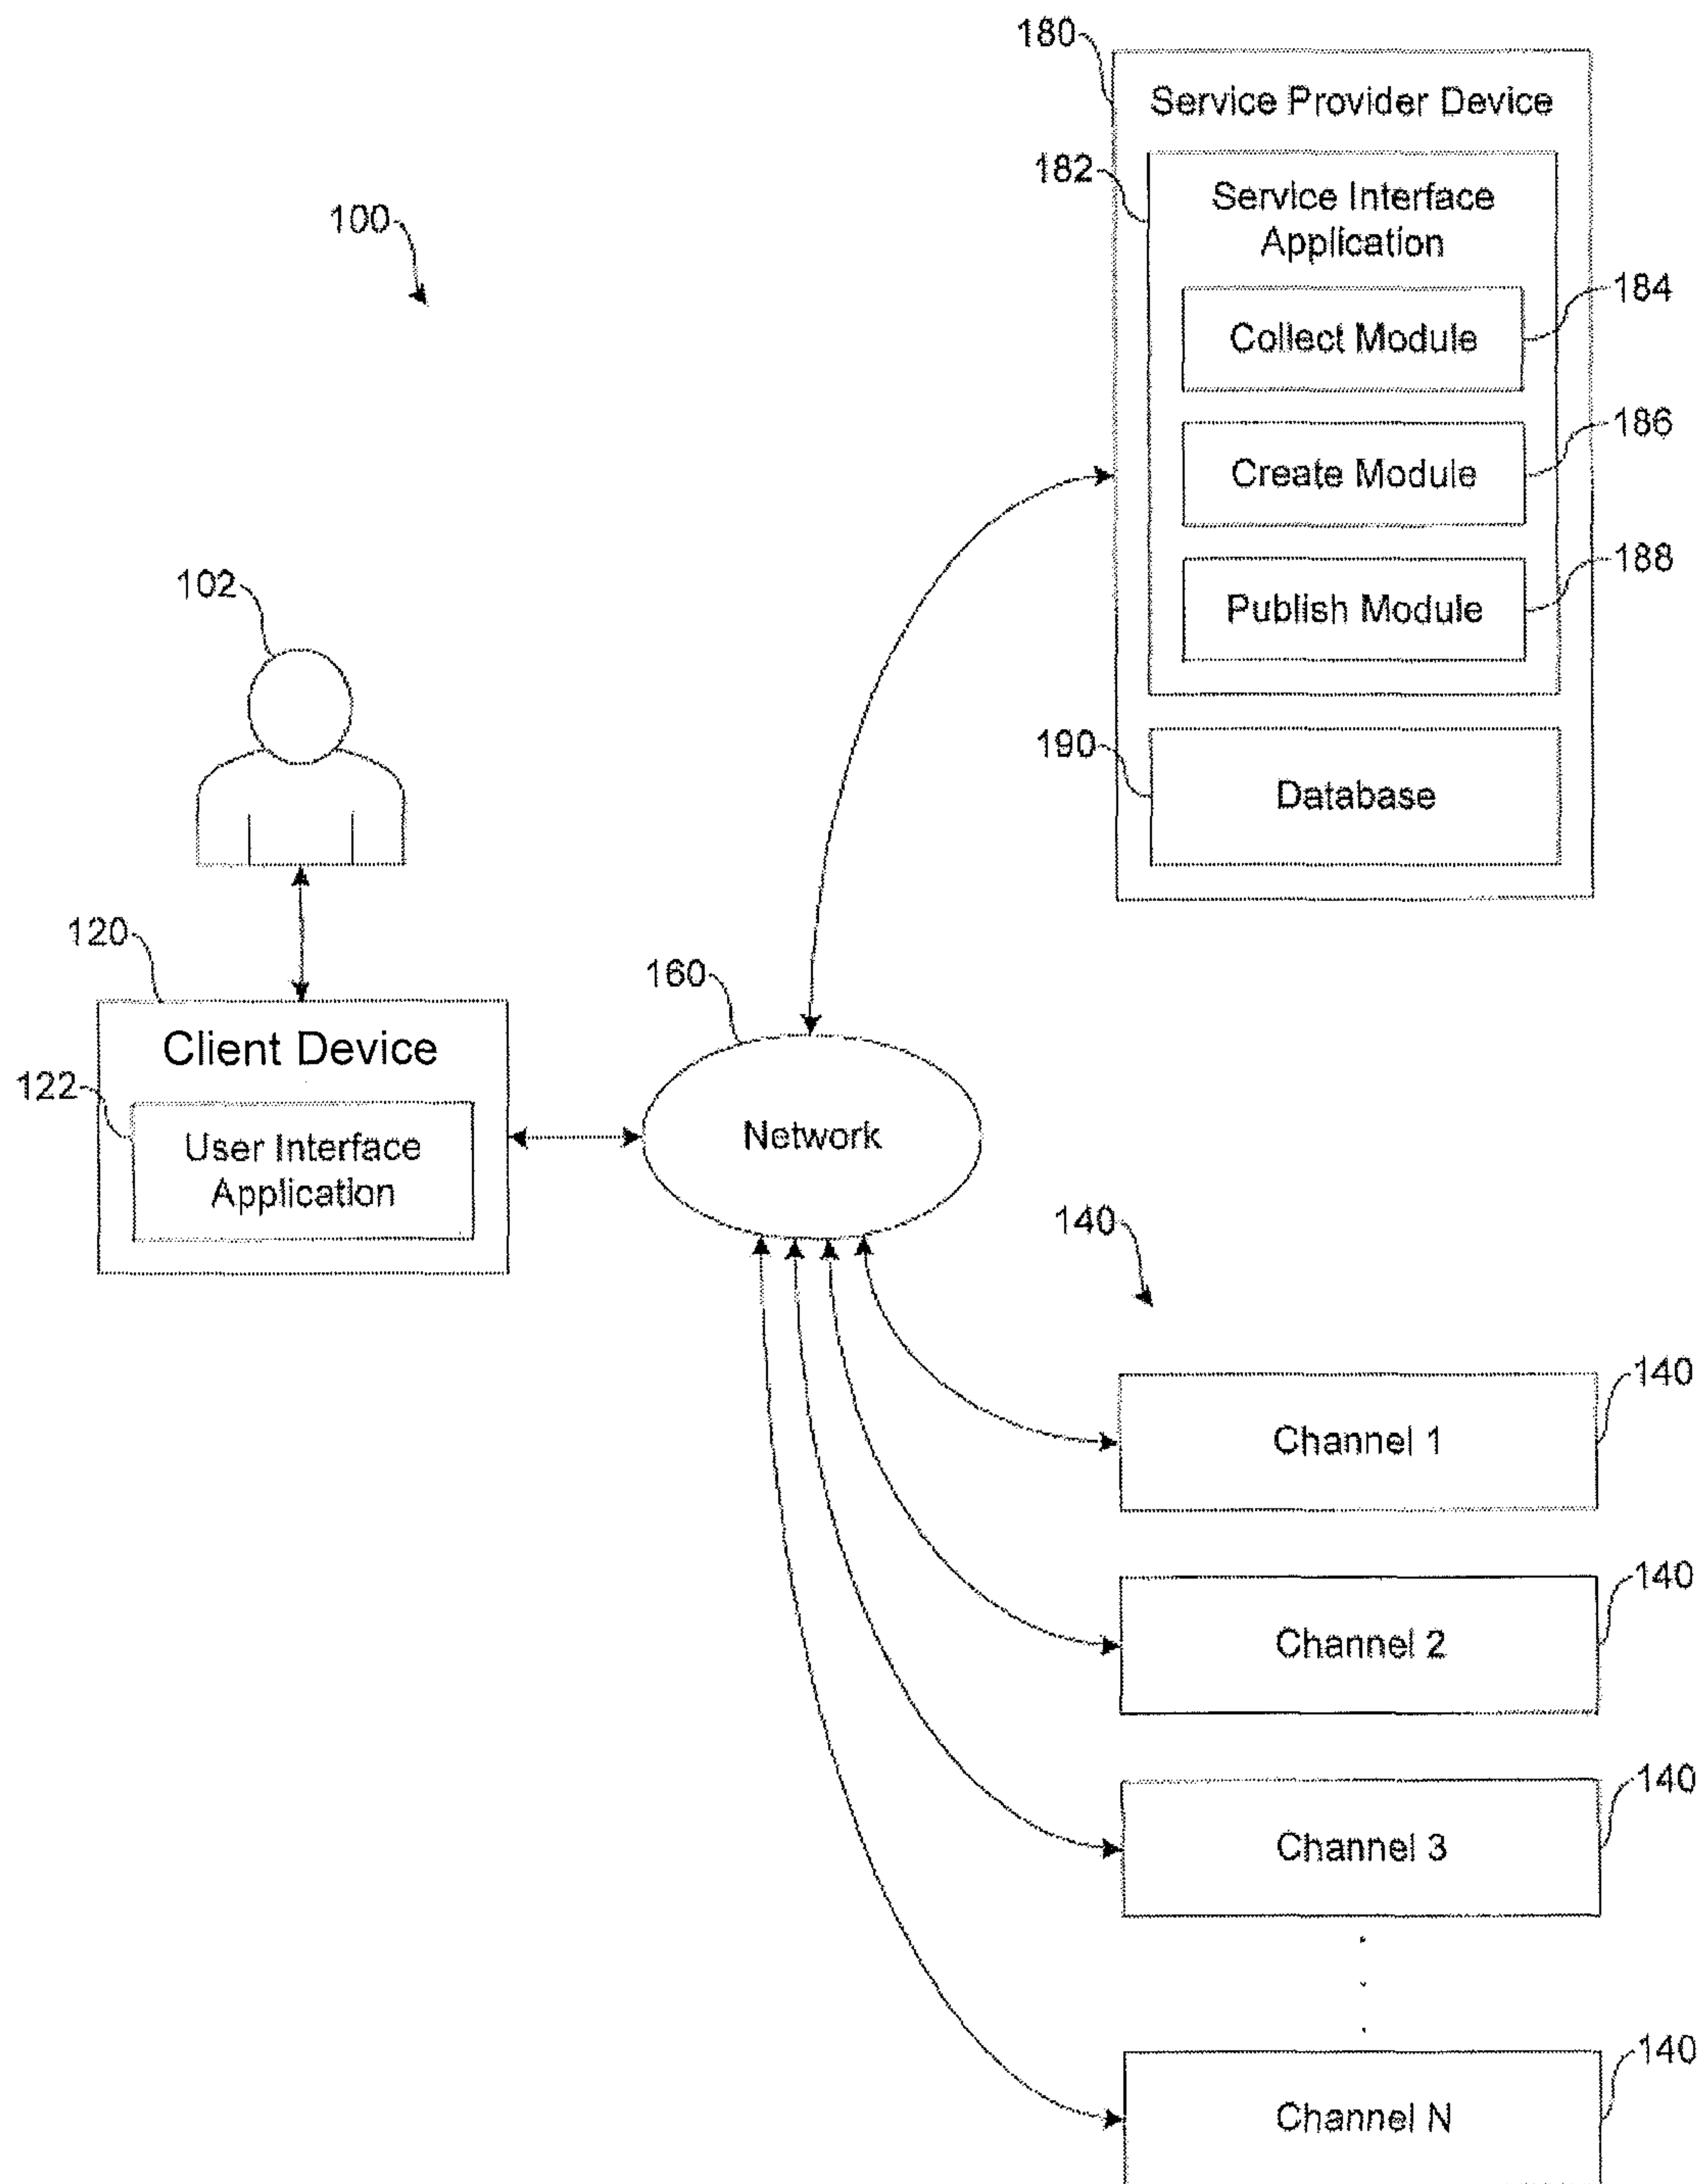 180
Service Provider Device
182
Service Interface
Application
100
184
Collect Module
186
Create Module
188
Publish Module
102
190
Database
120
160
Client Device
122
User Interface
Application
Network
140
140
Channel 1
140
Channel 2
140
Channel 3
140
Channel N